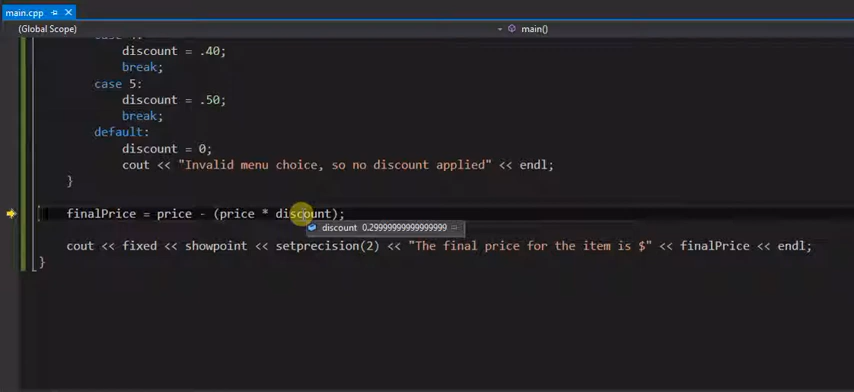 main.cpp
(Global Scope)
main()
discount = .40;
break;
case 5:
discount = .50;
break;
default:
discount = 0;
cout << "Invalid menu choice, so no discount applied" << endl;
}
finalPrice = price - (price * discount);
discount 0.29999999999999999
cout << fixed << showpoint << setprecision(2) << "The final price for the item is $" << finalPrice << endl;
}